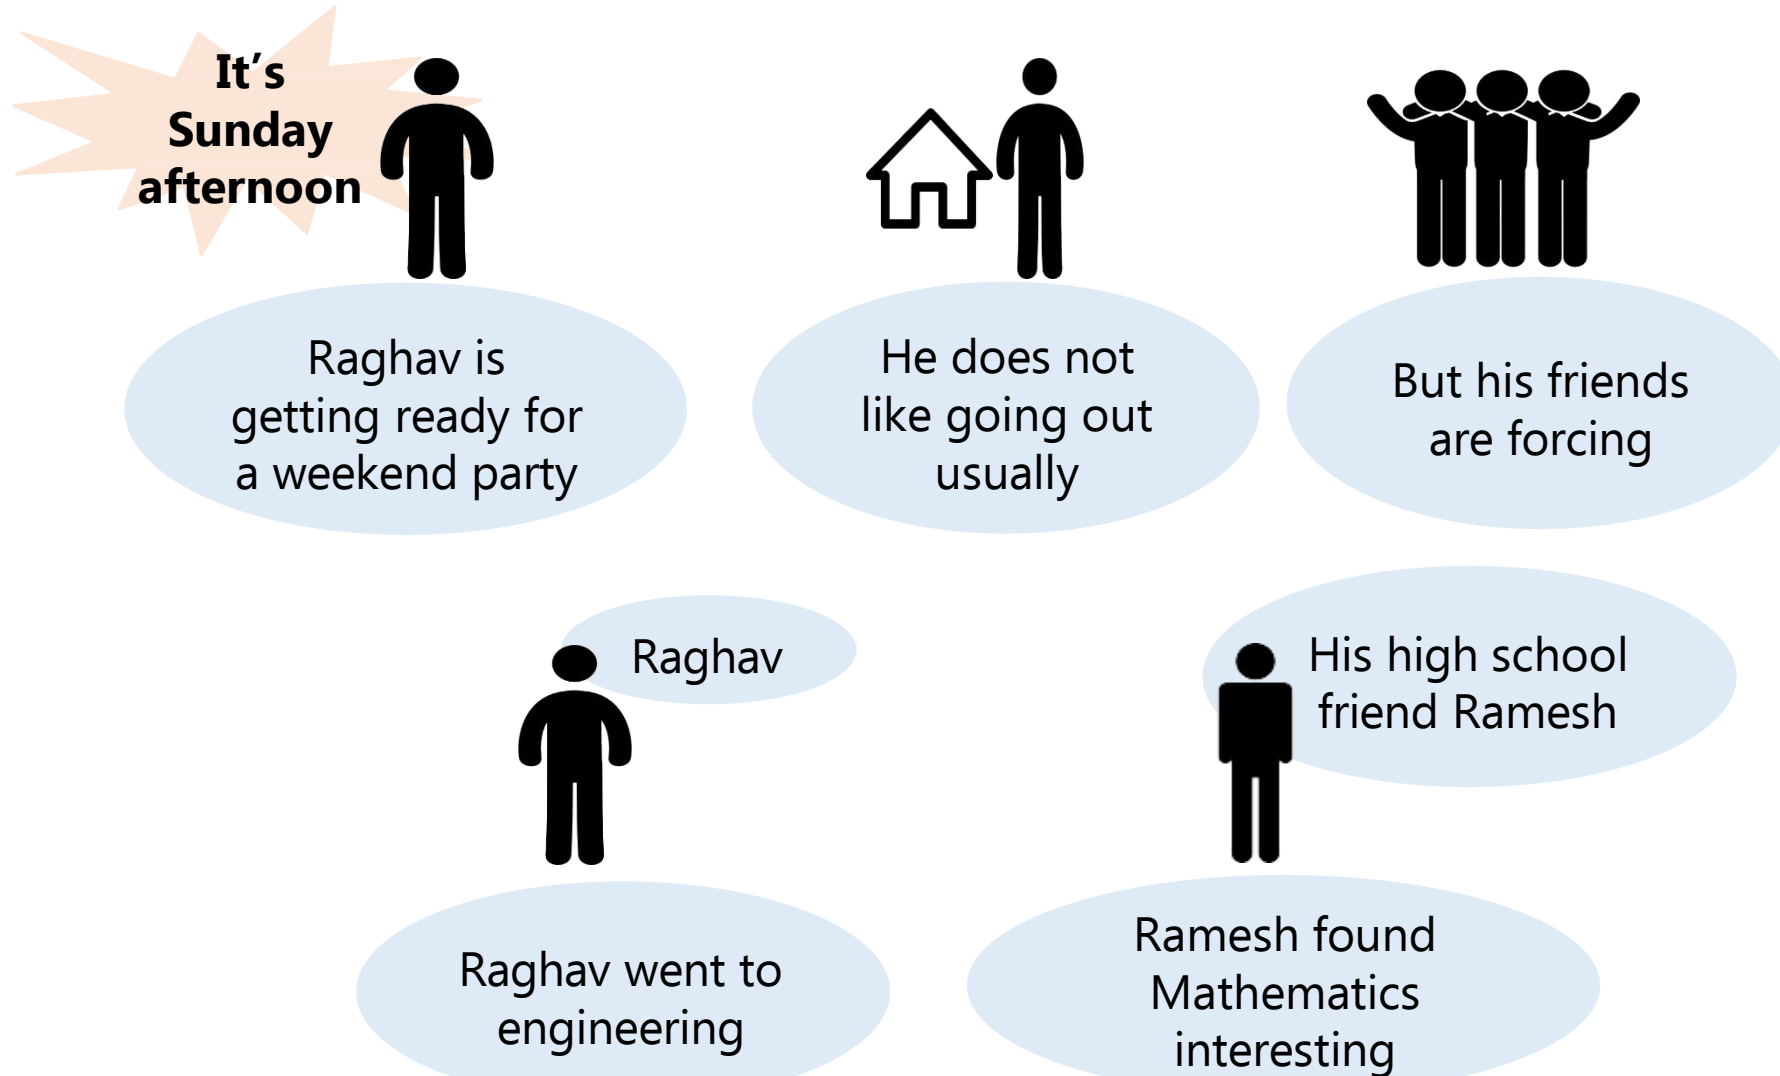 It’s
Sunday
afternoon
Raghav is
getting ready for
a weekend party
He does not
like going out
usually
But his friends
are forcing
Raghav
His high school
friend Ramesh
Raghav went to
engineering
Ramesh found
Mathematics
interesting